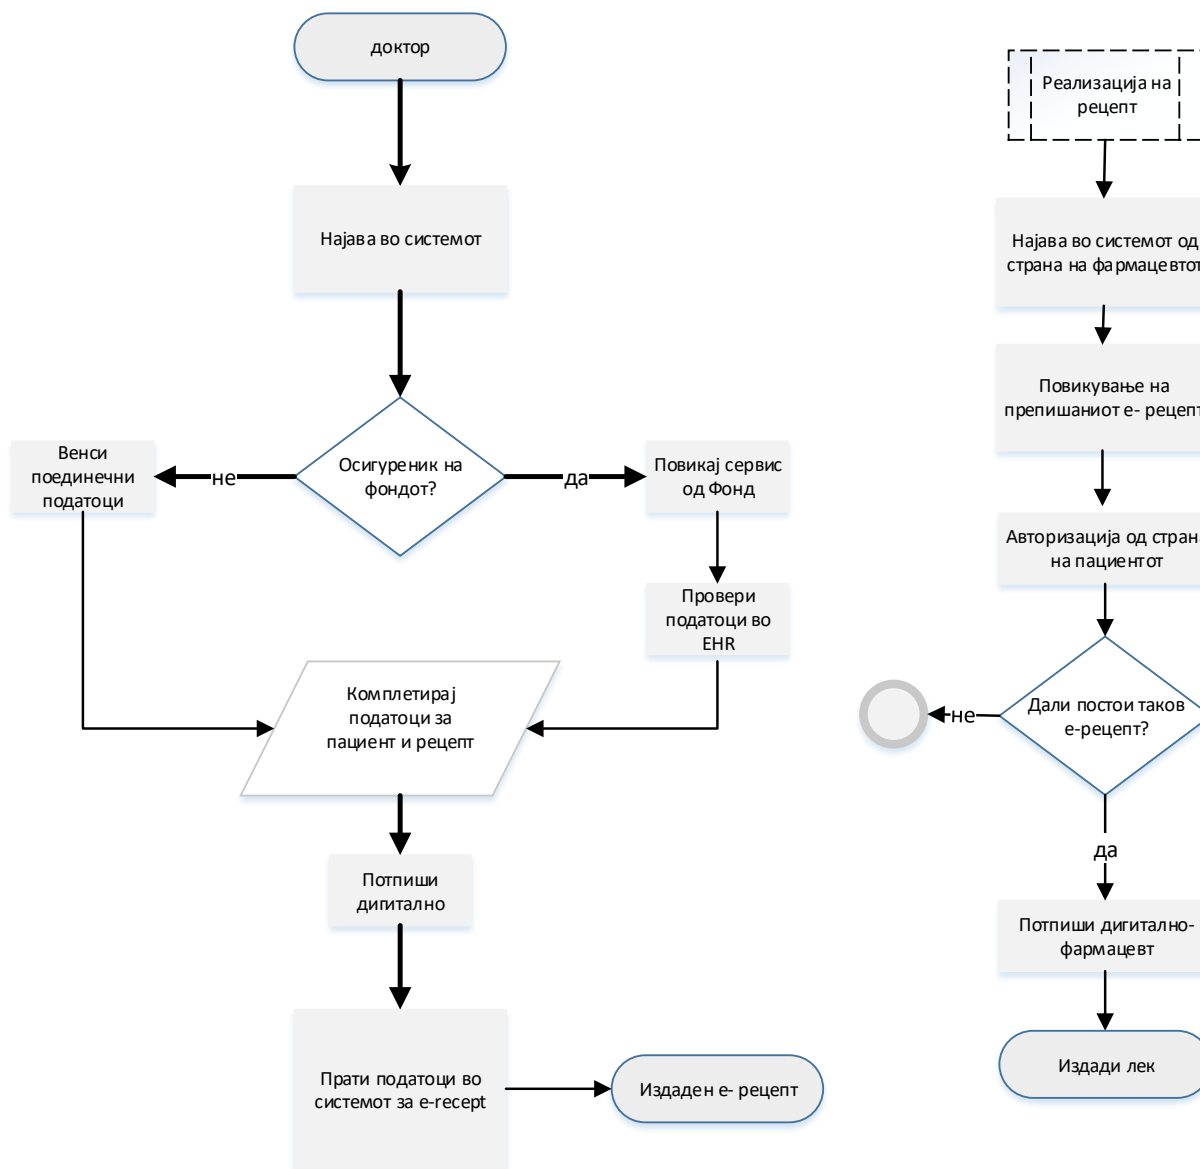 доктор
Најава во системот
Осигуреник на
фондот?
не
да
Венси
поединечни
податоци
Повикај сервис
од Фонд
Провери
податоци во
EHR
Комплетирај
податоци за
пациент и рецепт
Потпиши
дигитално
Прати податоци во
системот за e-recept
Издаден е- рецепт
Реализација на
рецепт
Најава во системот од
страна на фармацевтот
Повикување на
препишаниот е- рецепт
Авторизација од страна
на пациентот
Дали постои таков
е-рецепт?
не
да
Потпиши дигитално-
фармацевт
Издади лек